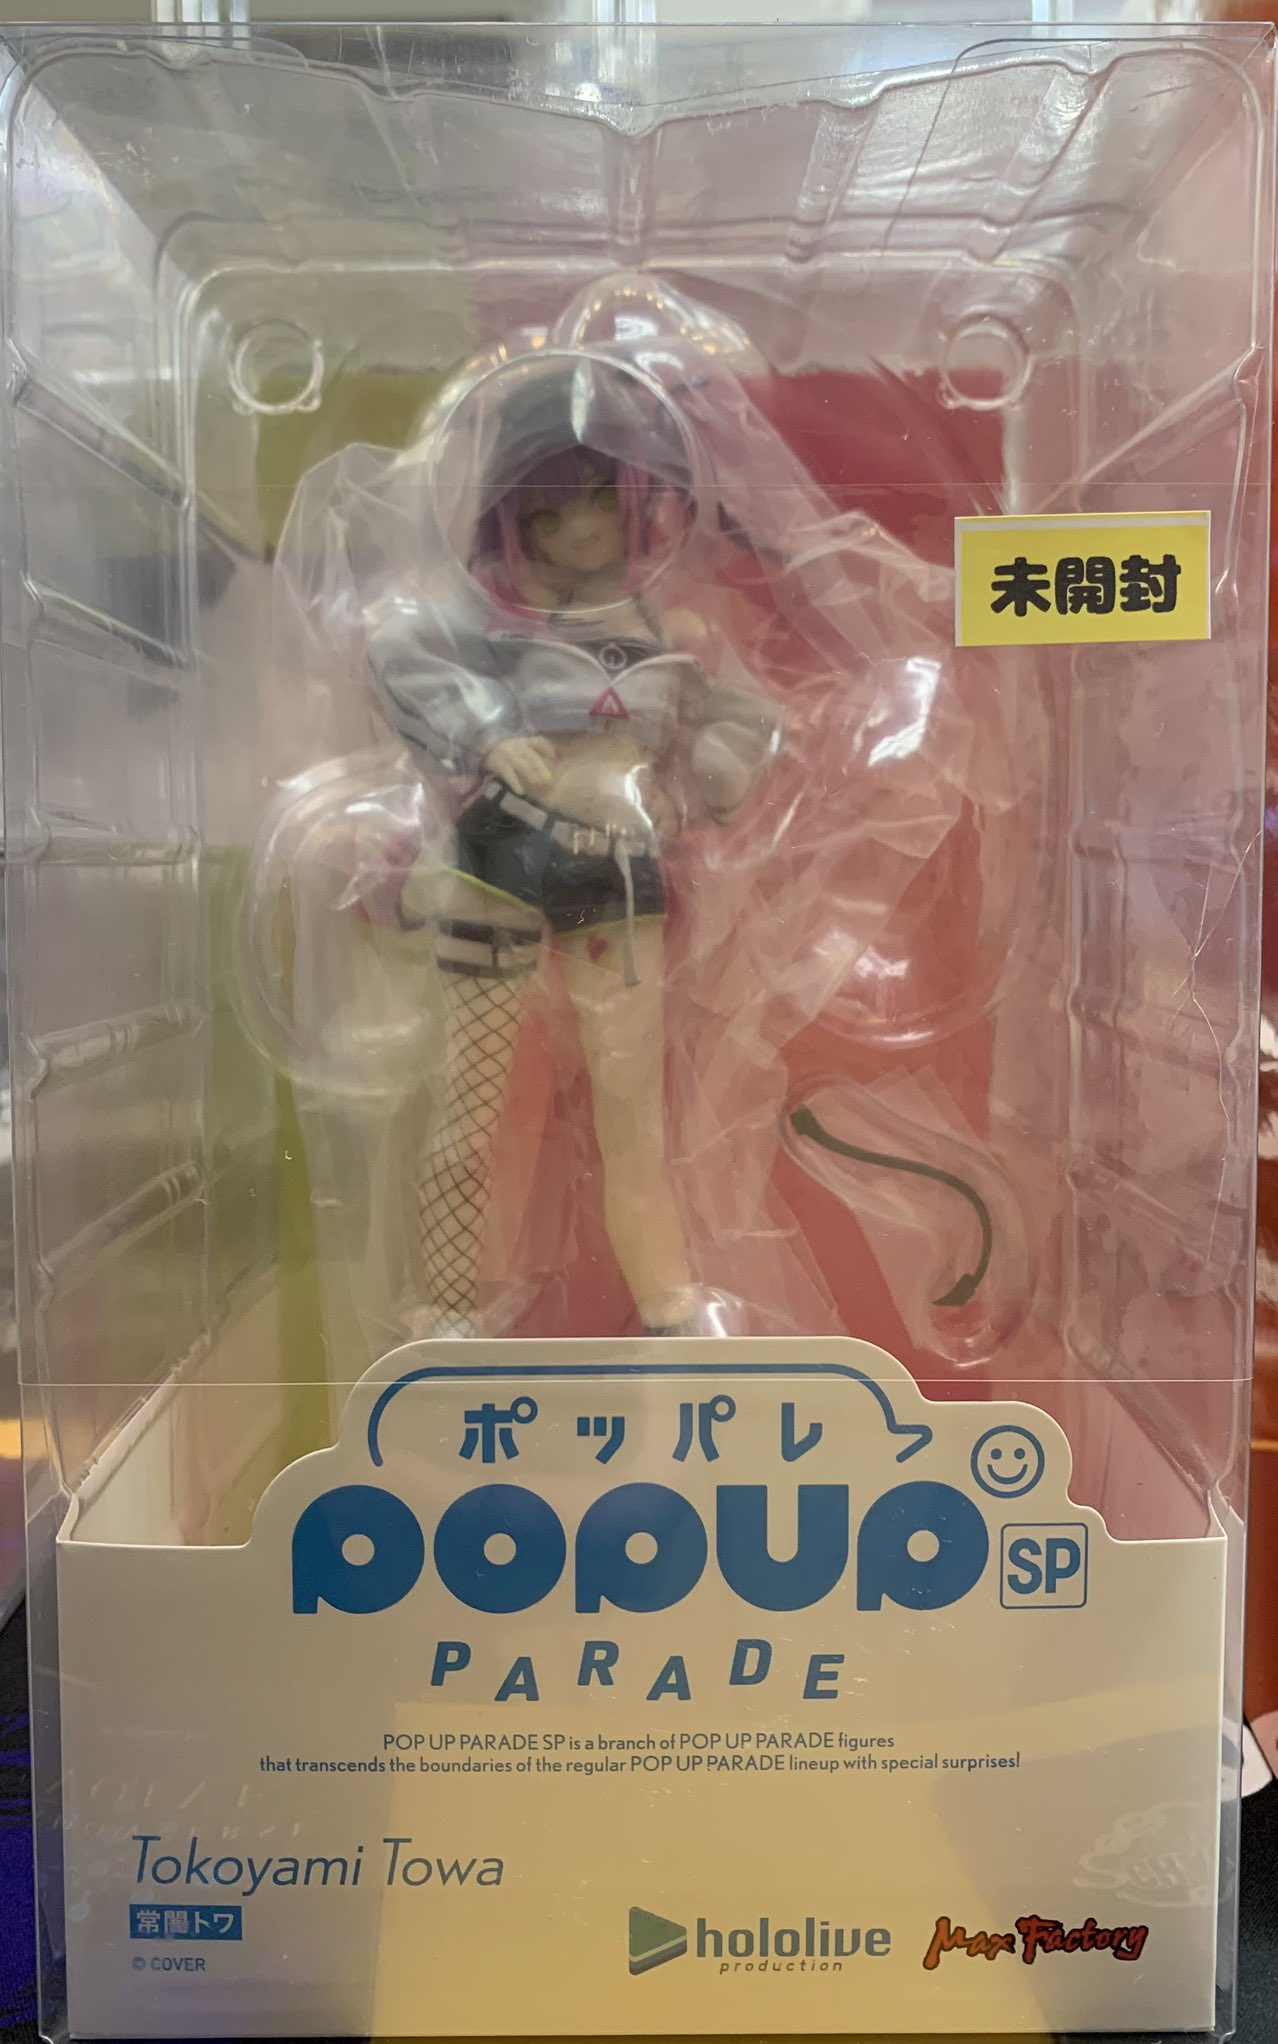 未開封
ポッパレ
POPUP
SP
PARADE
POP UP PARADE SP is a branch of POP UP PARADE figures
that transcends the boundaries of the regular POP UP PARADE lineup with special surprises!
Tokoyami Towa
常闇トワ
© COVER
hololive
production
Max Factory